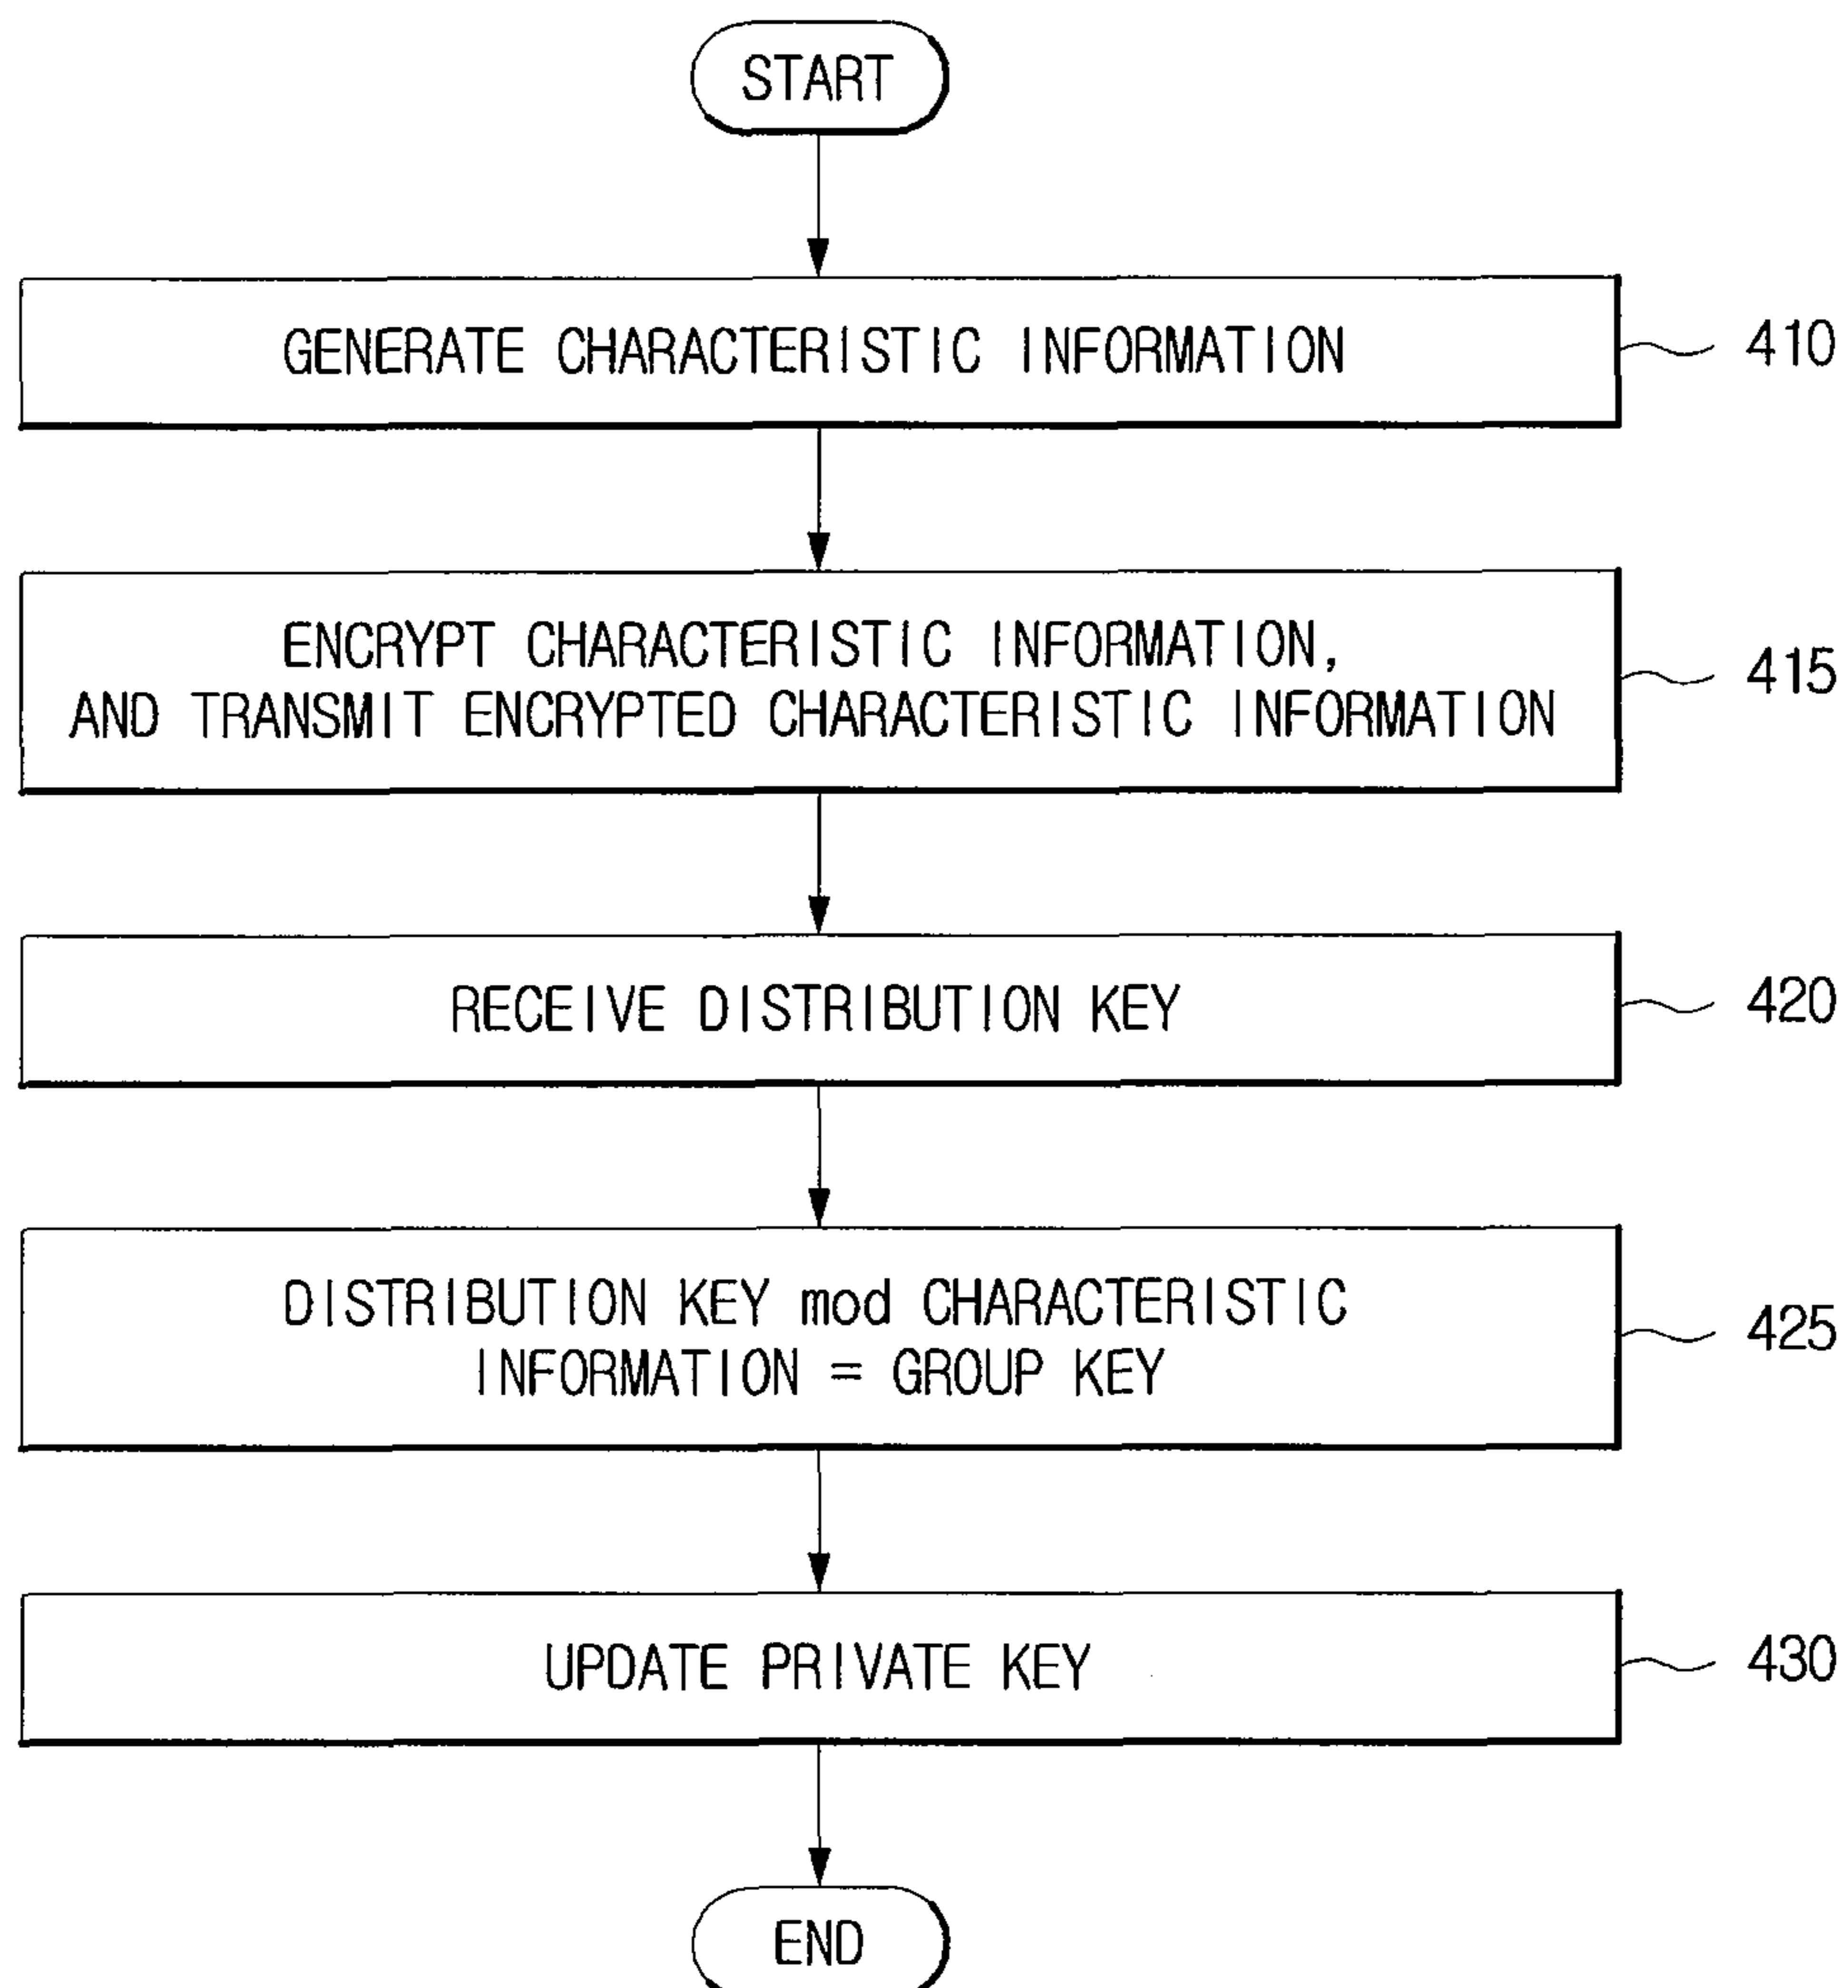 START
GENERATE CHARACTERISTIC INFORMATION
410
ENCRYPT CHARACTERISTIC INFORMATION,
AND TRANSMIT ENCRYPTED CHARACTERISTIC INFORMATION
415
RECEIVE DISTRIBUTION KEY
420
DISTRIBUTION KEY mod CHARACTERISTIC
INFORMATION = GROUP KEY
425
UPDATE PRIVATE KEY
430
END